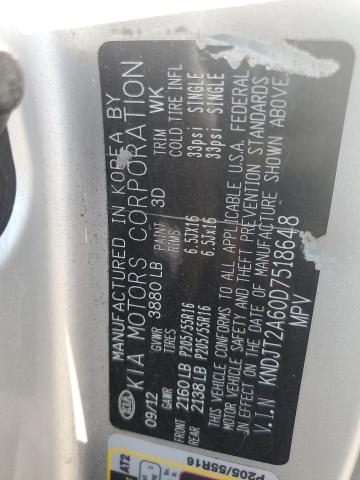 MANUFACTURED IN KOREA BY
KIA KIA MOTORS CORPORATION
09/12 GVWR 3880 LB PAINT 3D TRIM WK
GAWR RIMS COLD TIRE INFL
FRONT 2160 LB P205/55R16 6.5JX16 33psi SINGLE
REAR 2138 LB P205/55R16 6.5Jx16 33psi SINGLE
THIS VEHICLE CONFORMS TO ALL APPLICABLE U.S.A. FEDERAL
MOTOR VEHICLE SAFETY AND THEFT PREVENTION STANDARDS
IN EFFECT ON THE DATE OF MANUFACTURE SHOWN ABOVE.
V.I.N KNDJT2A60D7518648
MPV
AT2
P205/55R16